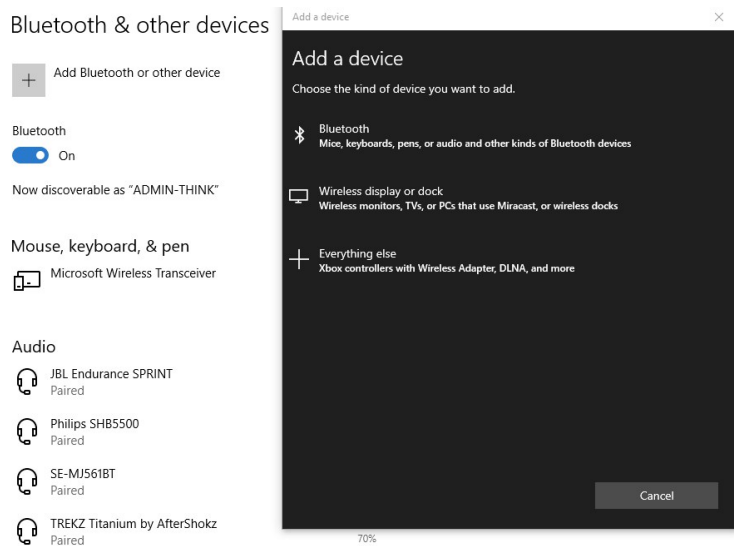 Bluetooth & other devices
Add Bluetooth or other device
Bluetooth
On
Now discoverable as “ADMIN-THINK”
Mouse, keyboard, & pen
Microsoft Wireless Transceiver
Audio
JBL Endurance SPRINT
Paired
Philips SHB5500
Paired
SE-MJ561BT
Paired
TREKZ Titanium by AfterShokz
Paired
Add a device
Add a device
Choose the kind of device you want to add.
Bluetooth
Mice, keyboards, pens, or audio and other kinds of Bluetooth devices
Wireless display or dock
Wireless monitors, TVs, or PCs that use Miracast, or wireless docks
Everything else
Xbox controllers with Wireless Adapter, DLNA, and more
Cancel
70%